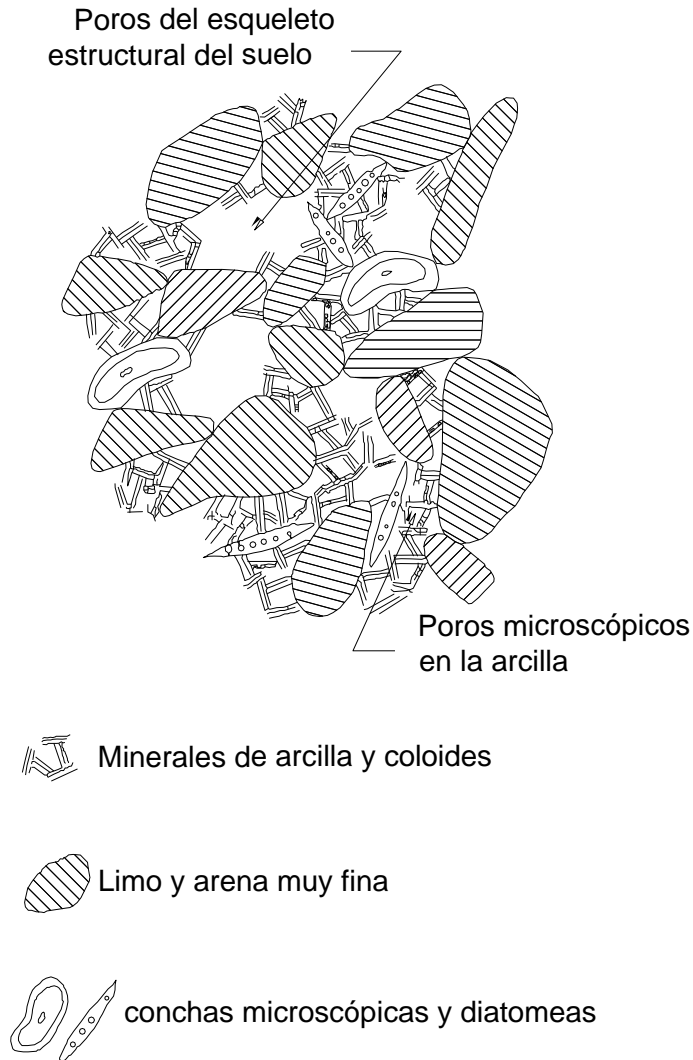 Poros del esqueleto
estructural del suelo
Poros microscópicos
en la arcilla
Minerales de arcilla y coloides
Limo y arena muy fina
conchas microscópicas y diatomeas